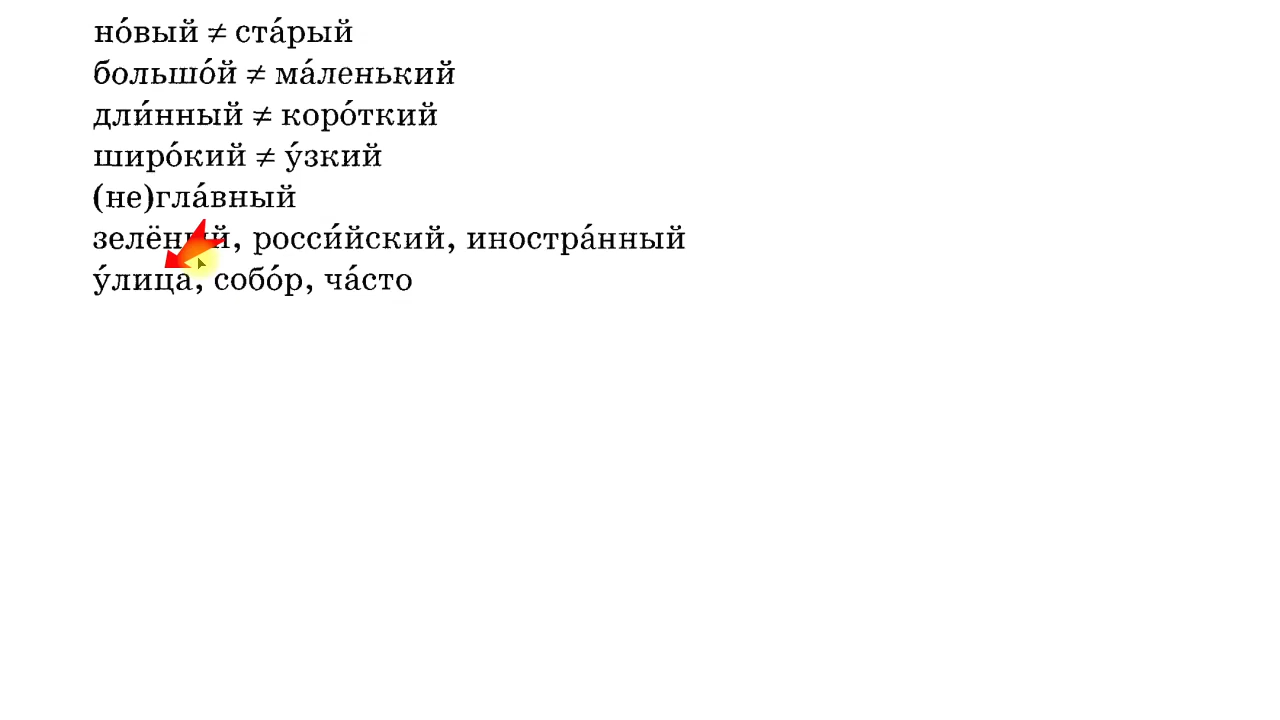 но́вый ≠ ста́рый
большо́й ≠ ма́ленький
дли́нный ≠ коро́ткий
широ́кий ≠ у́зкий
(не)гла́вный
зелёный, росси́йский, иностра́нный
у́лица, собо́р, ча́сто